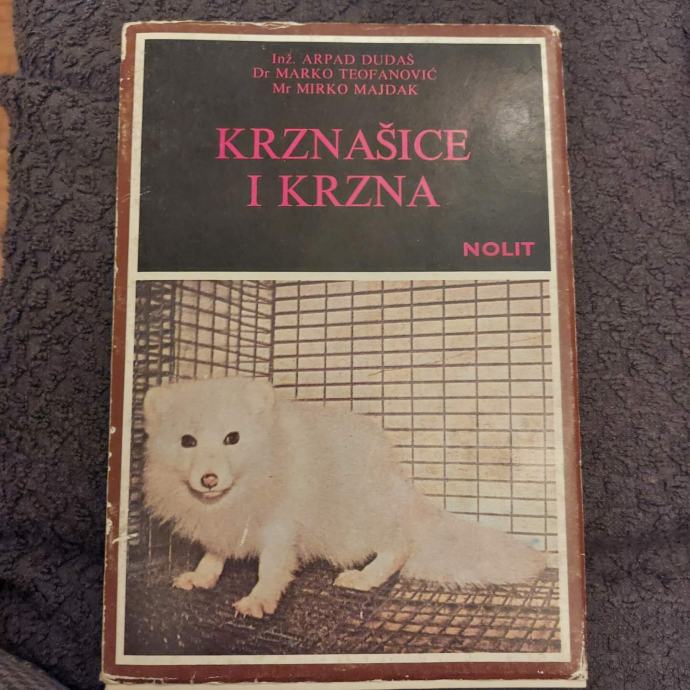 Inž. ARPAD DUDAŠ
Dr MARKO TEOFANOVIĆ
Mr MIRKO MAJDAK
KRZNAŠICE
I KRZNA
NOLIT